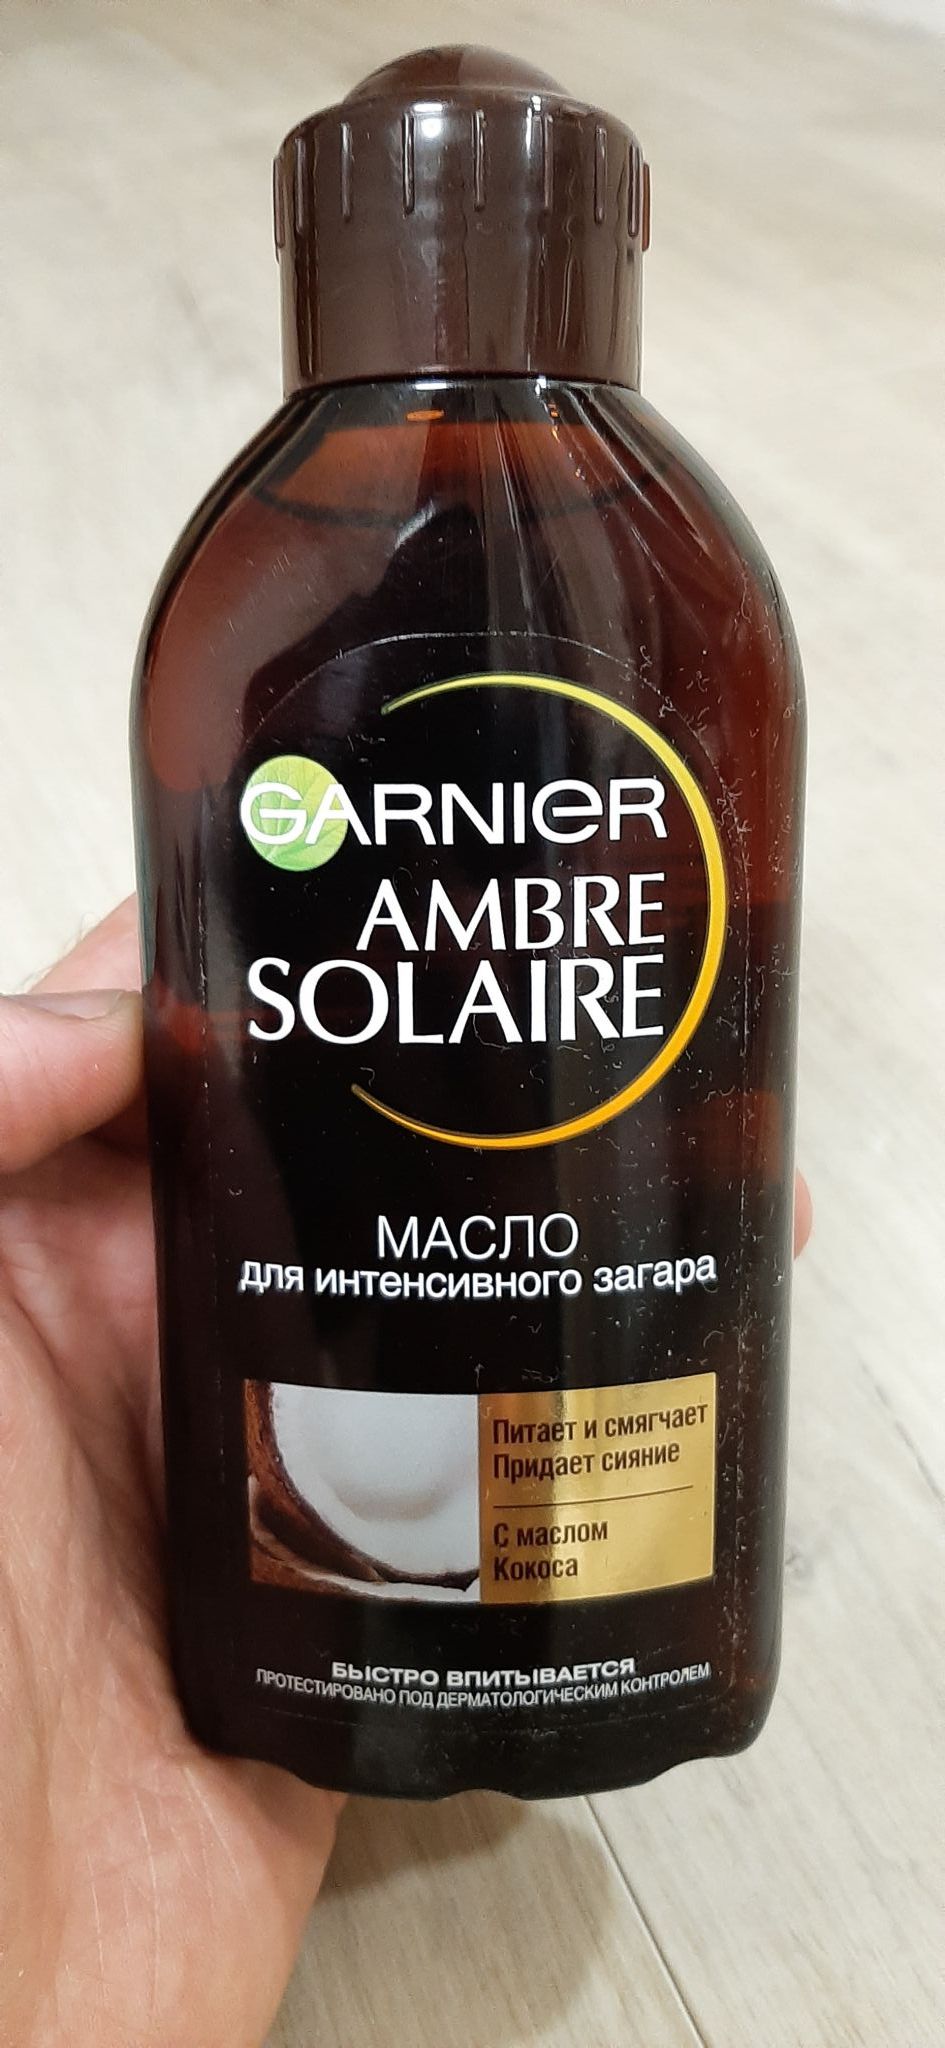 GARNIER
AMBRE
SOLAIRE
МАСЛО
для интенсивного загара
Питает и смягчает
Придает сияние
С маслом
Кокоса
БЫСТРО ВПИТЫВАЕТСЯ
ПРОТЕСТИРОВАНО ПОД ДЕРМАТОЛОГИЧЕСКИМ КОНТРОЛЕМ